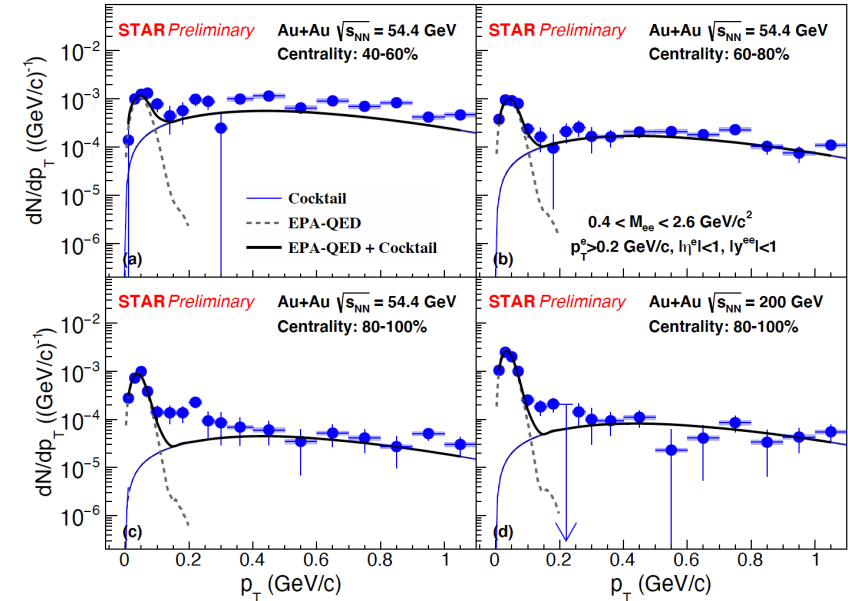 STAR Preliminary
Au+Au √sNN = 54.4 GeV
Centrality: 40-60%
10⁻²
10⁻³
10⁻⁴
10⁻⁵
10⁻⁶
dN/dpT ((GeV/c)⁻¹)
Cocktail
EPA-QED
EPA-QED + Cocktail
(a)
STAR Preliminary
Au+Au √sNN = 54.4 GeV
Centrality: 60-80%
0.4 < Mee < 2.6 GeV/c²
pTᵉ>0.2 GeV/c, |ηᵉ|<1, |yᵉᵉ|<1
(b)
STAR Preliminary
Au+Au √sNN = 54.4 GeV
Centrality: 80-100%
10⁻²
10⁻³
10⁻⁴
10⁻⁵
10⁻⁶
dN/dpT ((GeV/c)⁻¹)
(c)
0 0.2 0.4 0.6 0.8 1
pT (GeV/c)
STAR Preliminary
Au+Au √sNN = 200 GeV
Centrality: 80-100%
(d)
0 0.2 0.4 0.6 0.8 1
pT (GeV/c)